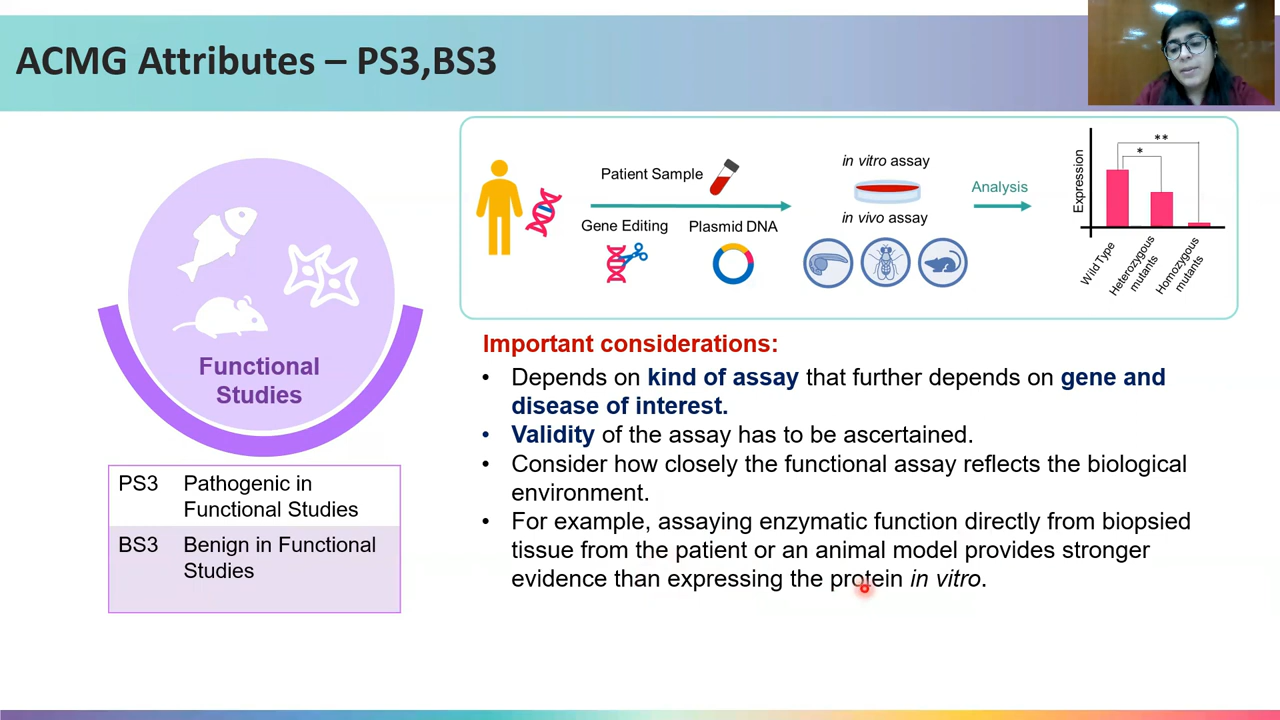 ACMG Attributes – PS3,BS3
Functional
Studies
PS3 Pathogenic in
Functional Studies
BS3 Benign in Functional
Studies
Patient Sample
Gene Editing
Plasmid DNA
in vitro assay
in vivo assay
Analysis
Expression
**
*
Wild Type
Heterozygous
mutants
Homozygous
mutants
Important considerations:
• Depends on kind of assay that further depends on gene and
disease of interest.
• Validity of the assay has to be ascertained.
• Consider how closely the functional assay reflects the biological
environment.
• For example, assaying enzymatic function directly from biopsied
tissue from the patient or an animal model provides stronger
evidence than expressing the protein in vitro.